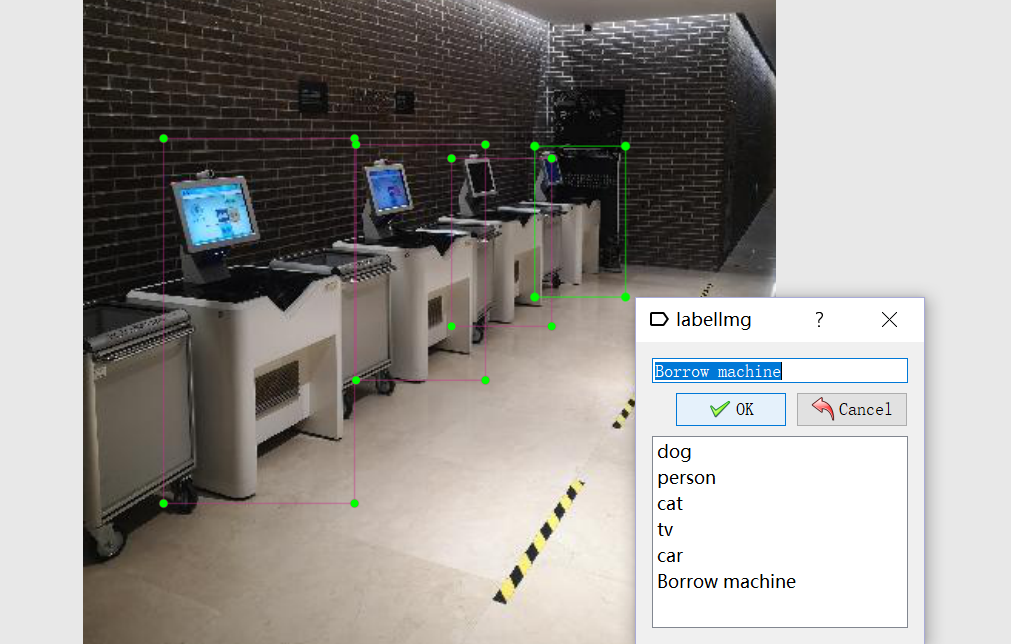 labelImg
?
Borrow machine
OK
Cancel
dog
person
cat
tv
car
Borrow machine